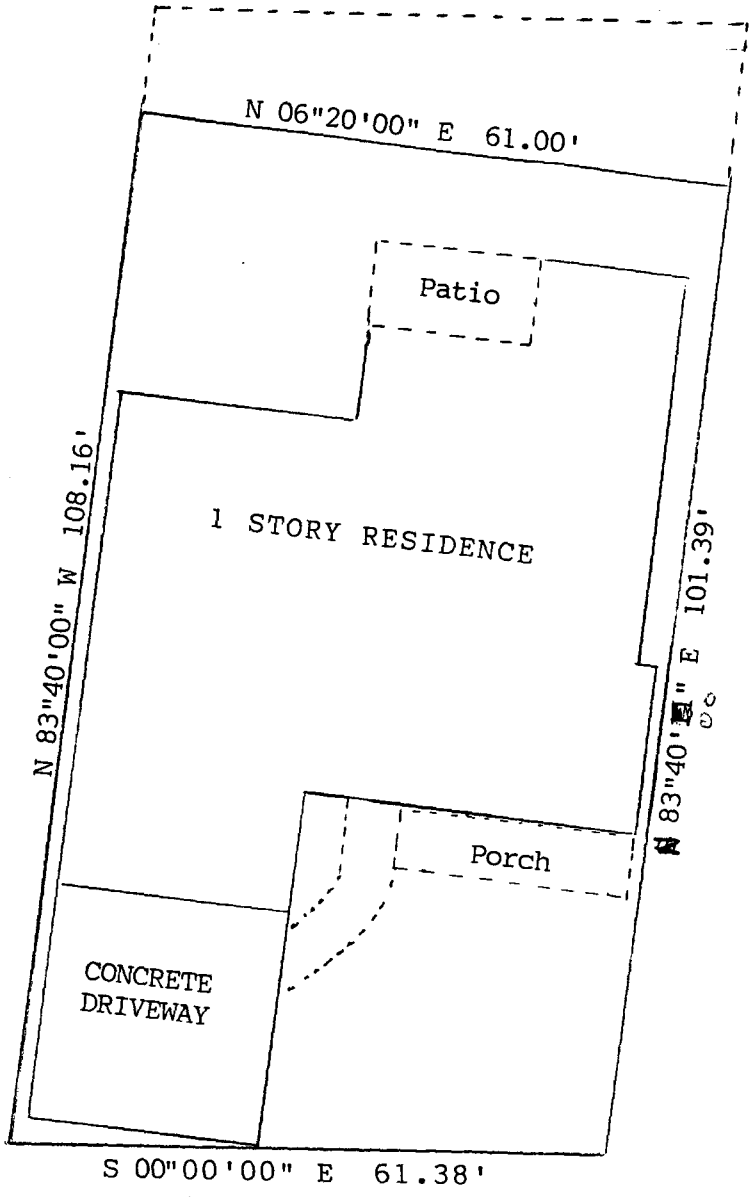 N 06"20'00" E 61.00'
Patio
N 83"40'00" W 108.16'
1 STORY RESIDENCE
83"40' " E 101.39'
00
Porch
CONCRETE
DRIVEWAY
S 00"00'00" E 61.38'